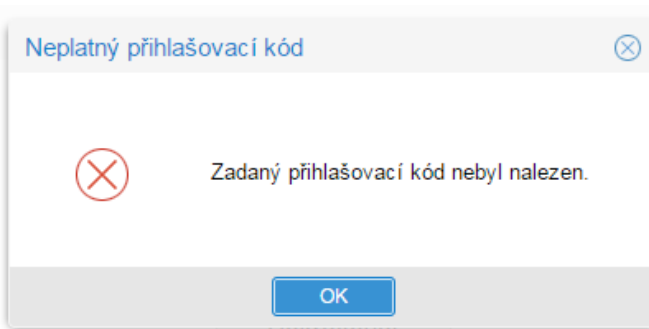 Neplatný přihlašovací kód
Zadaný přihlašovací kód nebyl nalezen.
OK